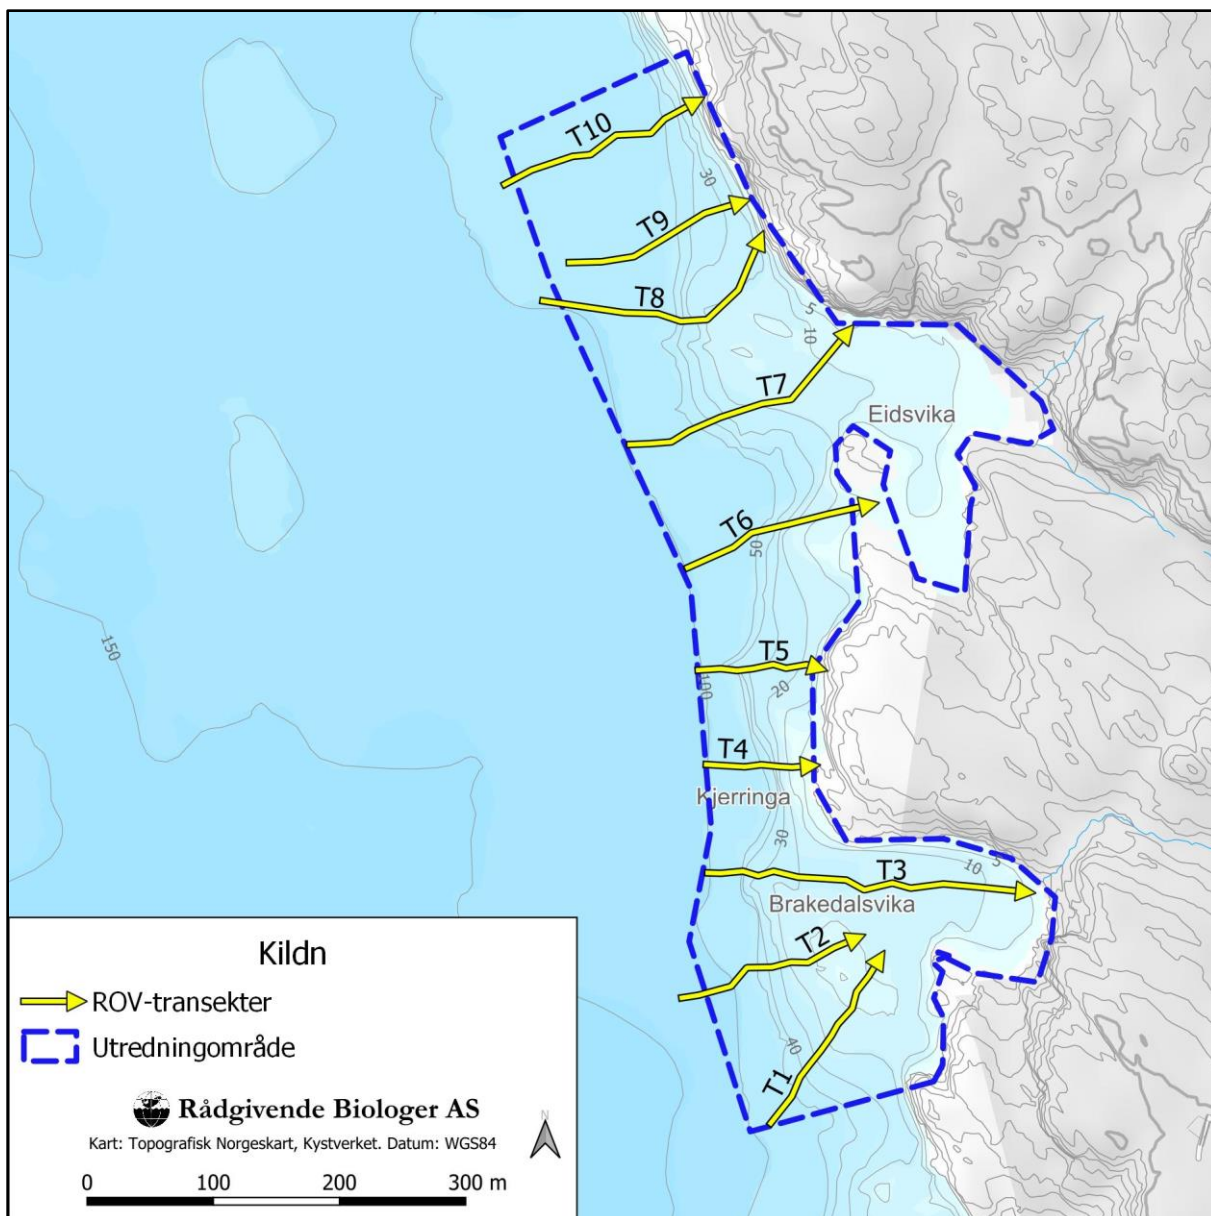 T10
30
T9
T8
5
10
T7
Eidsvika
T6
50
150
T5
100
20
T4
Kjerringa
30
5
10
T3
Brakedalsvika
T2
40
T1
Kildn
ROV-transekter
Utredningområde
Rådgivende Biologer AS
N
Kart: Topografisk Norgeskart, Kystverket. Datum: WGS84
0 100 200 300 m